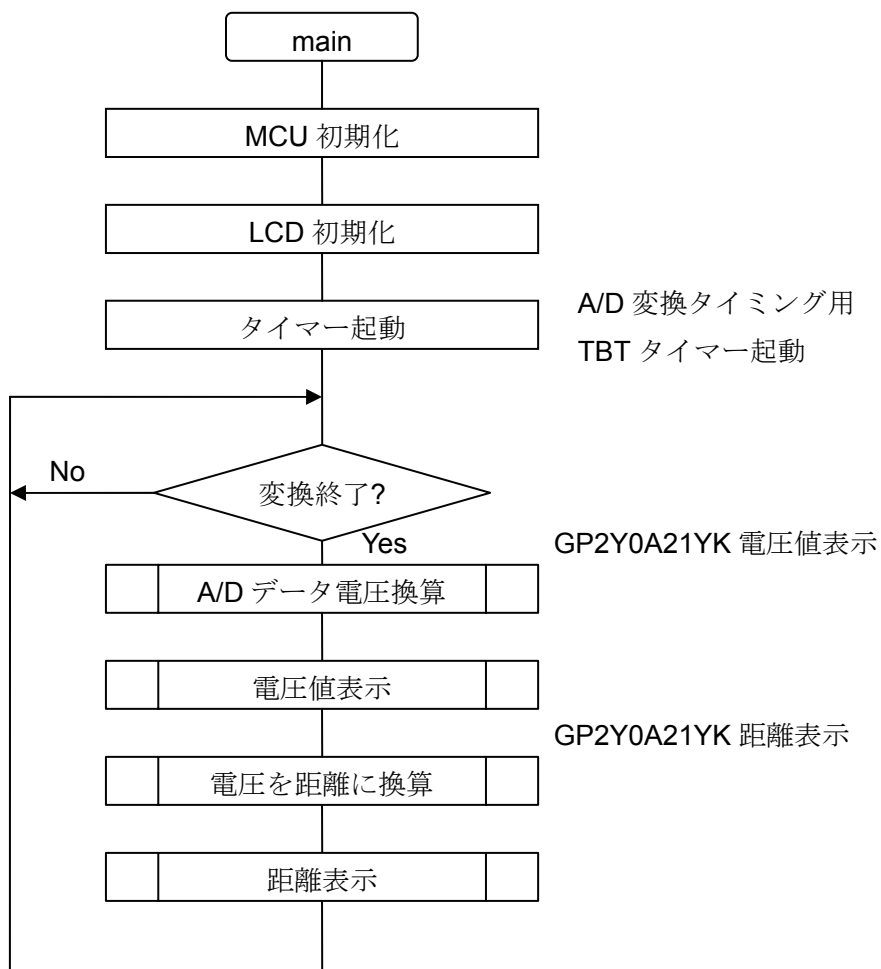 main
MCU 初期化
LCD 初期化
タイマー起動
A/D 変換タイミング用
TBT タイマー起動
No
変換終了?
Yes
GP2Y0A21YK 電圧値表示
A/D データ電圧換算
電圧値表示
GP2Y0A21YK 距離表示
電圧を距離に換算
距離表示